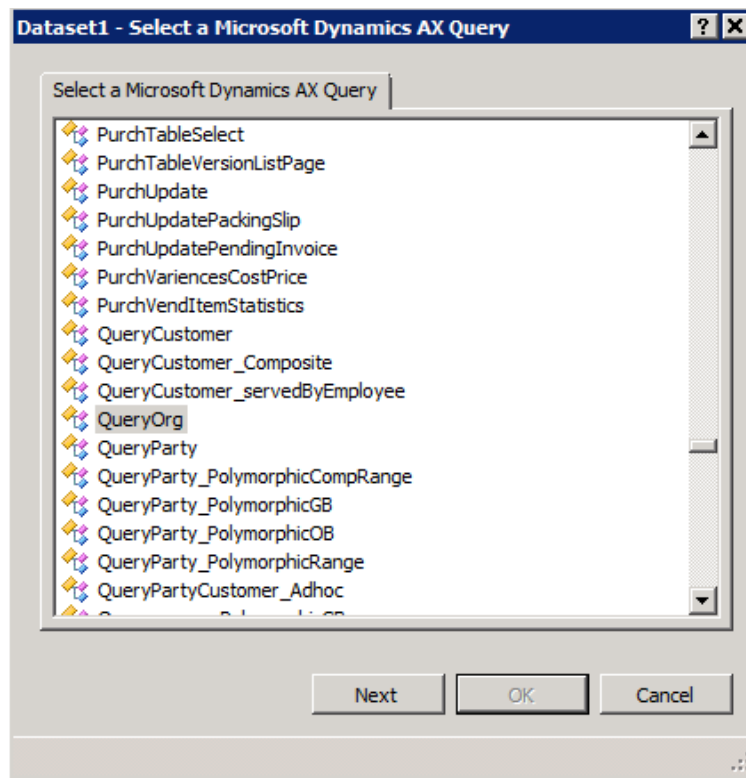 Dataset1 - Select a Microsoft Dynamics AX Query
Select a Microsoft Dynamics AX Query
PurchTableSelect
PurchTableVersionListPage
PurchUpdate
PurchUpdatePackingSlip
PurchUpdatePendingInvoice
PurchVariencesCostPrice
PurchVendItemStatistics
QueryCustomer
QueryCustomer_Composite
QueryCustomer_servedByEmployee
QueryOrg
QueryParty
QueryParty_PolymorphicCompRange
QueryParty_PolymorphicGB
QueryParty_PolymorphicOB
QueryParty_PolymorphicRange
QueryPartyCustomer_Adhoc
Next OK Cancel